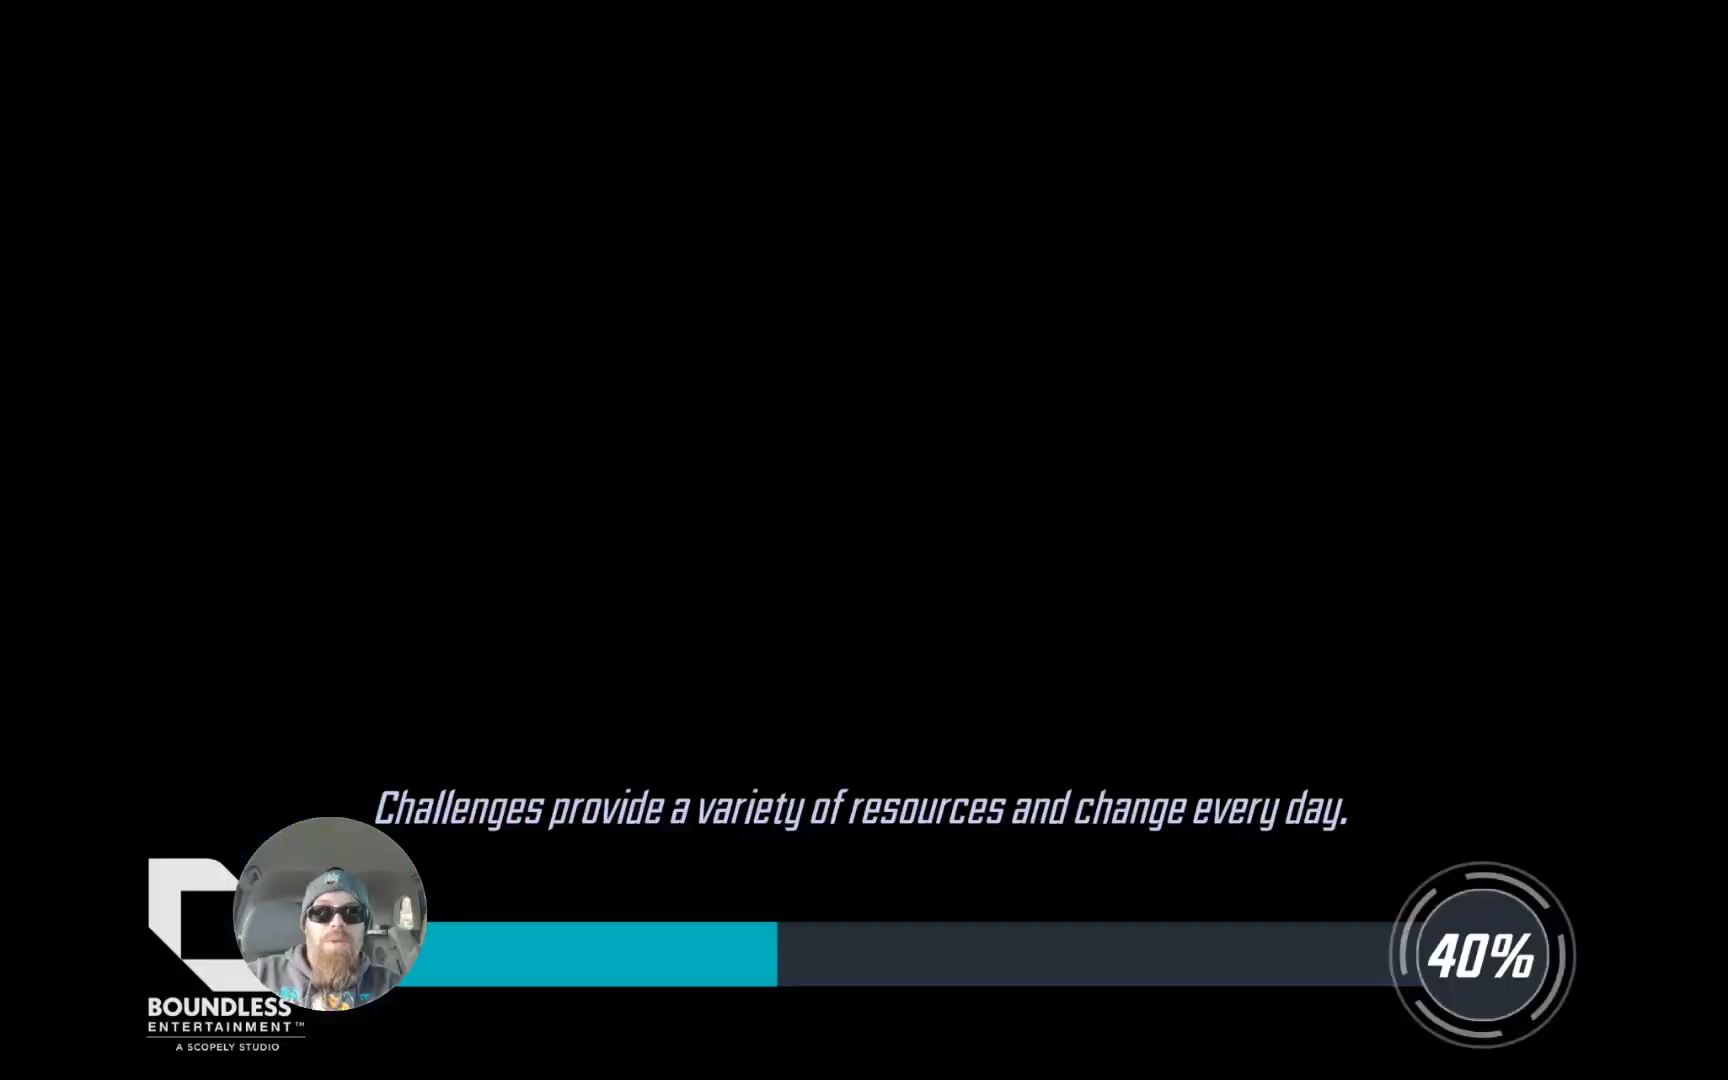 Challenges provide a variety of resources and change every day.
40%
BOUNDLESS
ENTERTAINMENT™
A SCOPELY STUDIO